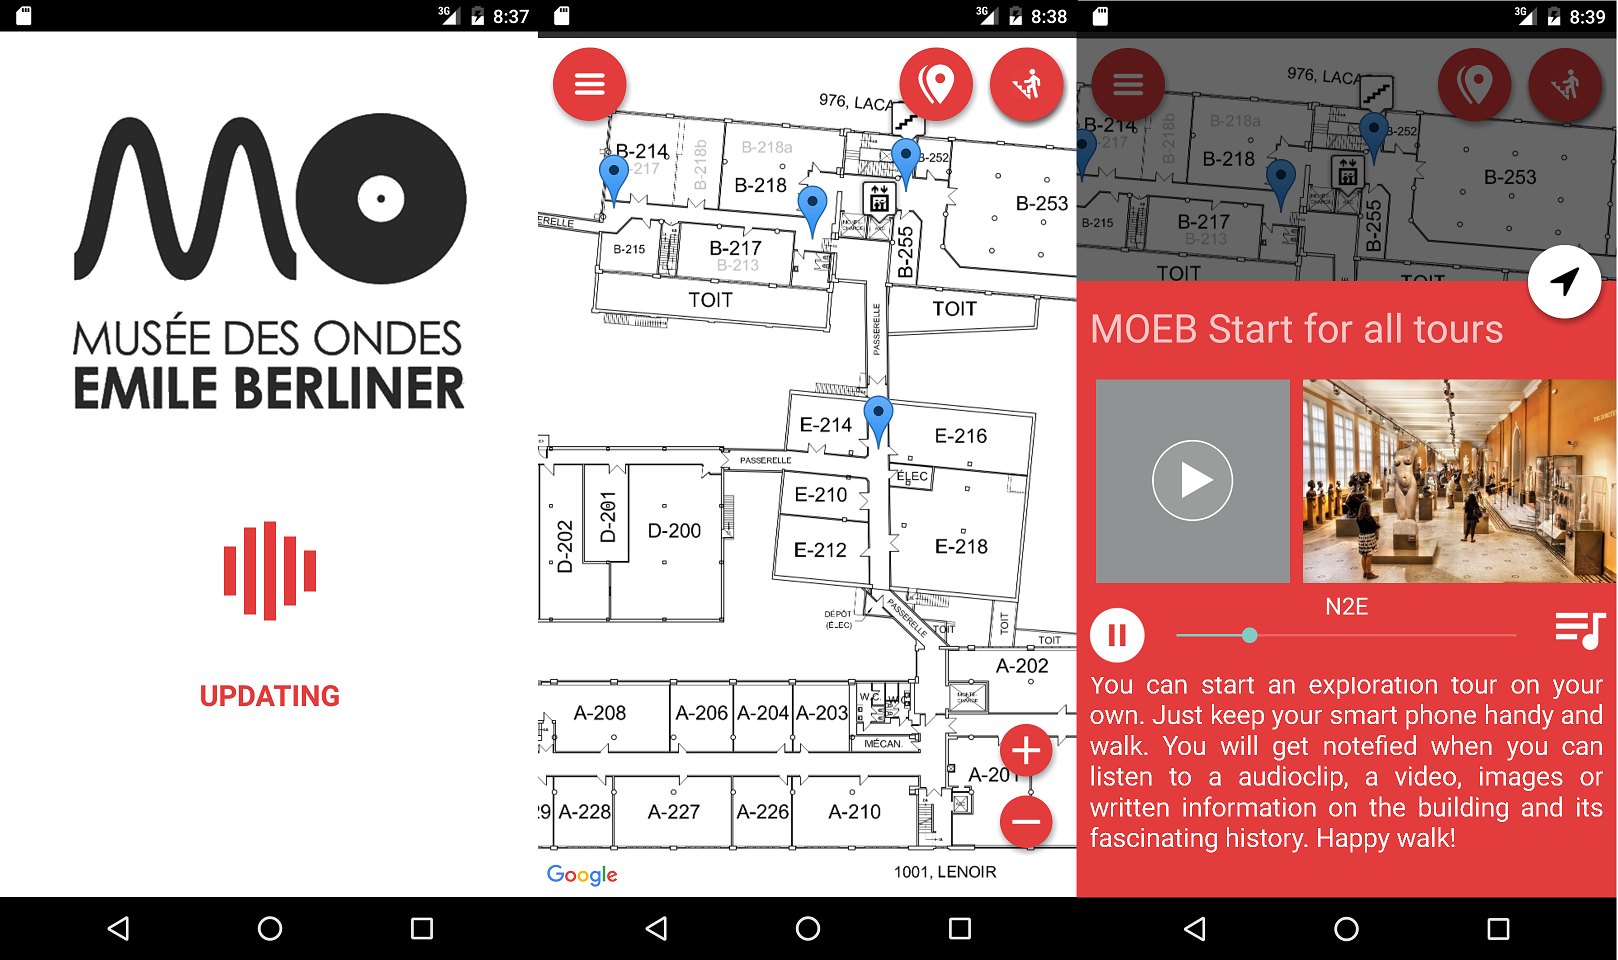 3G 8:37
MUSÉE DES ONDES
EMILE BERLINER
UPDATING
3G 8:38
976, LACA
B-214
B-217
B-218b
B-218a
B-218
B-252
B-253
ERELLE
B-215
B-217
B-213
B-255
TOIT
TOIT
PASSERELLE
E-214
E-216
PASSERELLE
ÉLEC
E-210
D-202
D-201
D-200
E-212
E-218
DÉPÔT
(ÉLEC)
PASSERELLE
TOIT
TOIT
TOIT
A-202
A-208
A-206
A-204
A-203
W.C.
MÉCAN.
A-201
A-228
A-227
A-226
A-210
Google
1001, LENOIR
3G 8:39
976, LACA
B-214
B-218b
B-218a
B-218
B-252
B-253
B-215
B-217
B-213
B-255
TOIT
TOIT
MOEB Start for all tours
N2E
You can start an exploration tour on your
own. Just keep your smart phone handy and
walk. You will get notefied when you can
listen to a audioclip, a video, images or
written information on the building and its
fascinating history. Happy walk!